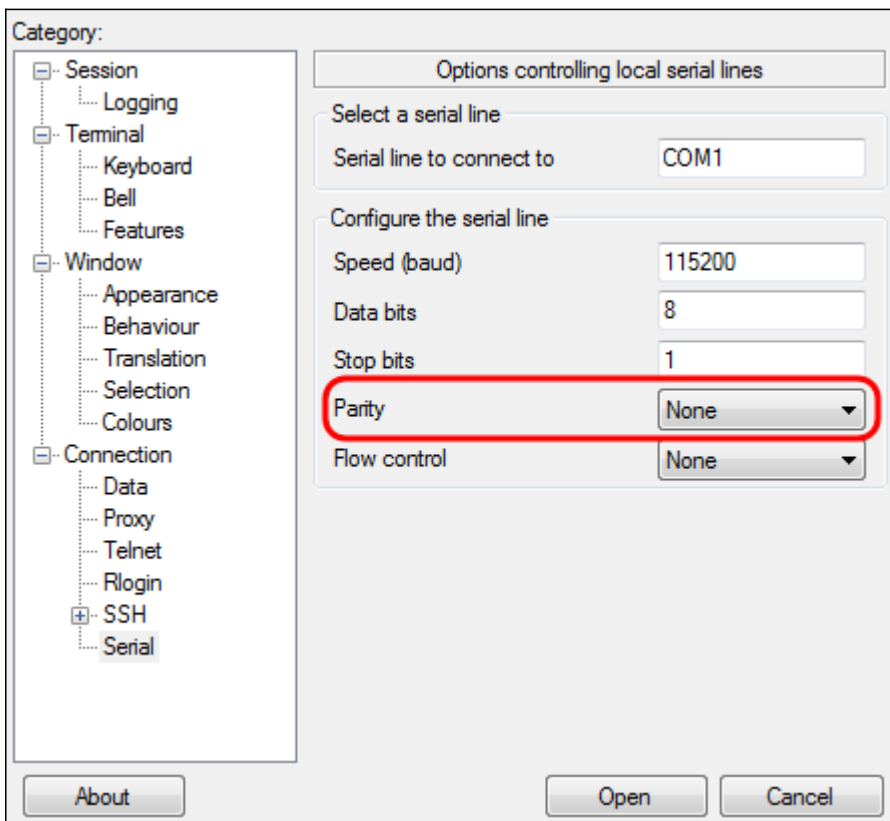 Category:
Session
Logging
Terminal
Keyboard
Bell
Features
Window
Appearance
Behaviour
Translation
Selection
Colours
Connection
Data
Proxy
Telnet
Rlogin
SSH
Serial
Options controlling local serial lines
Select a serial line
Serial line to connect to COM1
Configure the serial line
Speed (baud) 115200
Data bits 8
Stop bits 1
Parity None
Flow control None
About Open Cancel